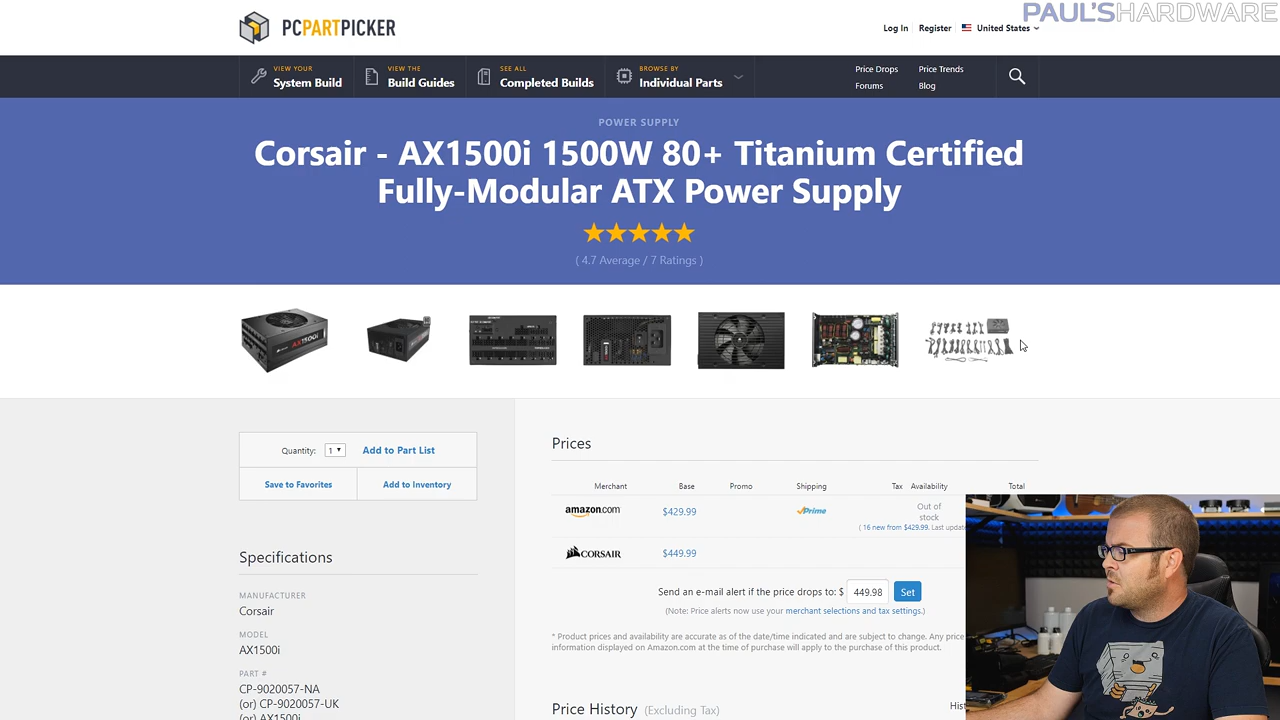 PAUL'SHARDWARE
PCPARTPICKER
Log In
Register
United States
VIEW YOUR
System Build
VIEW THE
Build Guides
SEE ALL
Completed Builds
BROWSE BY
Individual Parts
Price Drops
Price Trends
Forums
Blog
POWER SUPPLY
Corsair - AX1500i 1500W 80+ Titanium Certified
Fully-Modular ATX Power Supply
( 4.7 Average / 7 Ratings )
AX1500i
Quantity: 1
Add to Part List
Save to Favorites
Add to Inventory
Prices
Merchant Base Promo Shipping Tax Availability Total
amazon.com $429.99 Prime Out of
stock
( 16 new from $429.99. Last
CORSAIR $449.99
Send an e-mail alert if the price drops to: $ 449.98 Set
(Note: Price alerts now use your merchant selections and tax settings.)
* Product prices and availability are accurate as of the date/time indicated and are subject to change. Any price
information displayed on Amazon.com at the time of purchase will apply to the purchase of this product.
Specifications
MANUFACTURER
Corsair
MODEL
AX1500i
PART #
CP-9020057-NA
(or) CP-9020057-UK
(or) AX1500i
Price History (Excluding Tax)